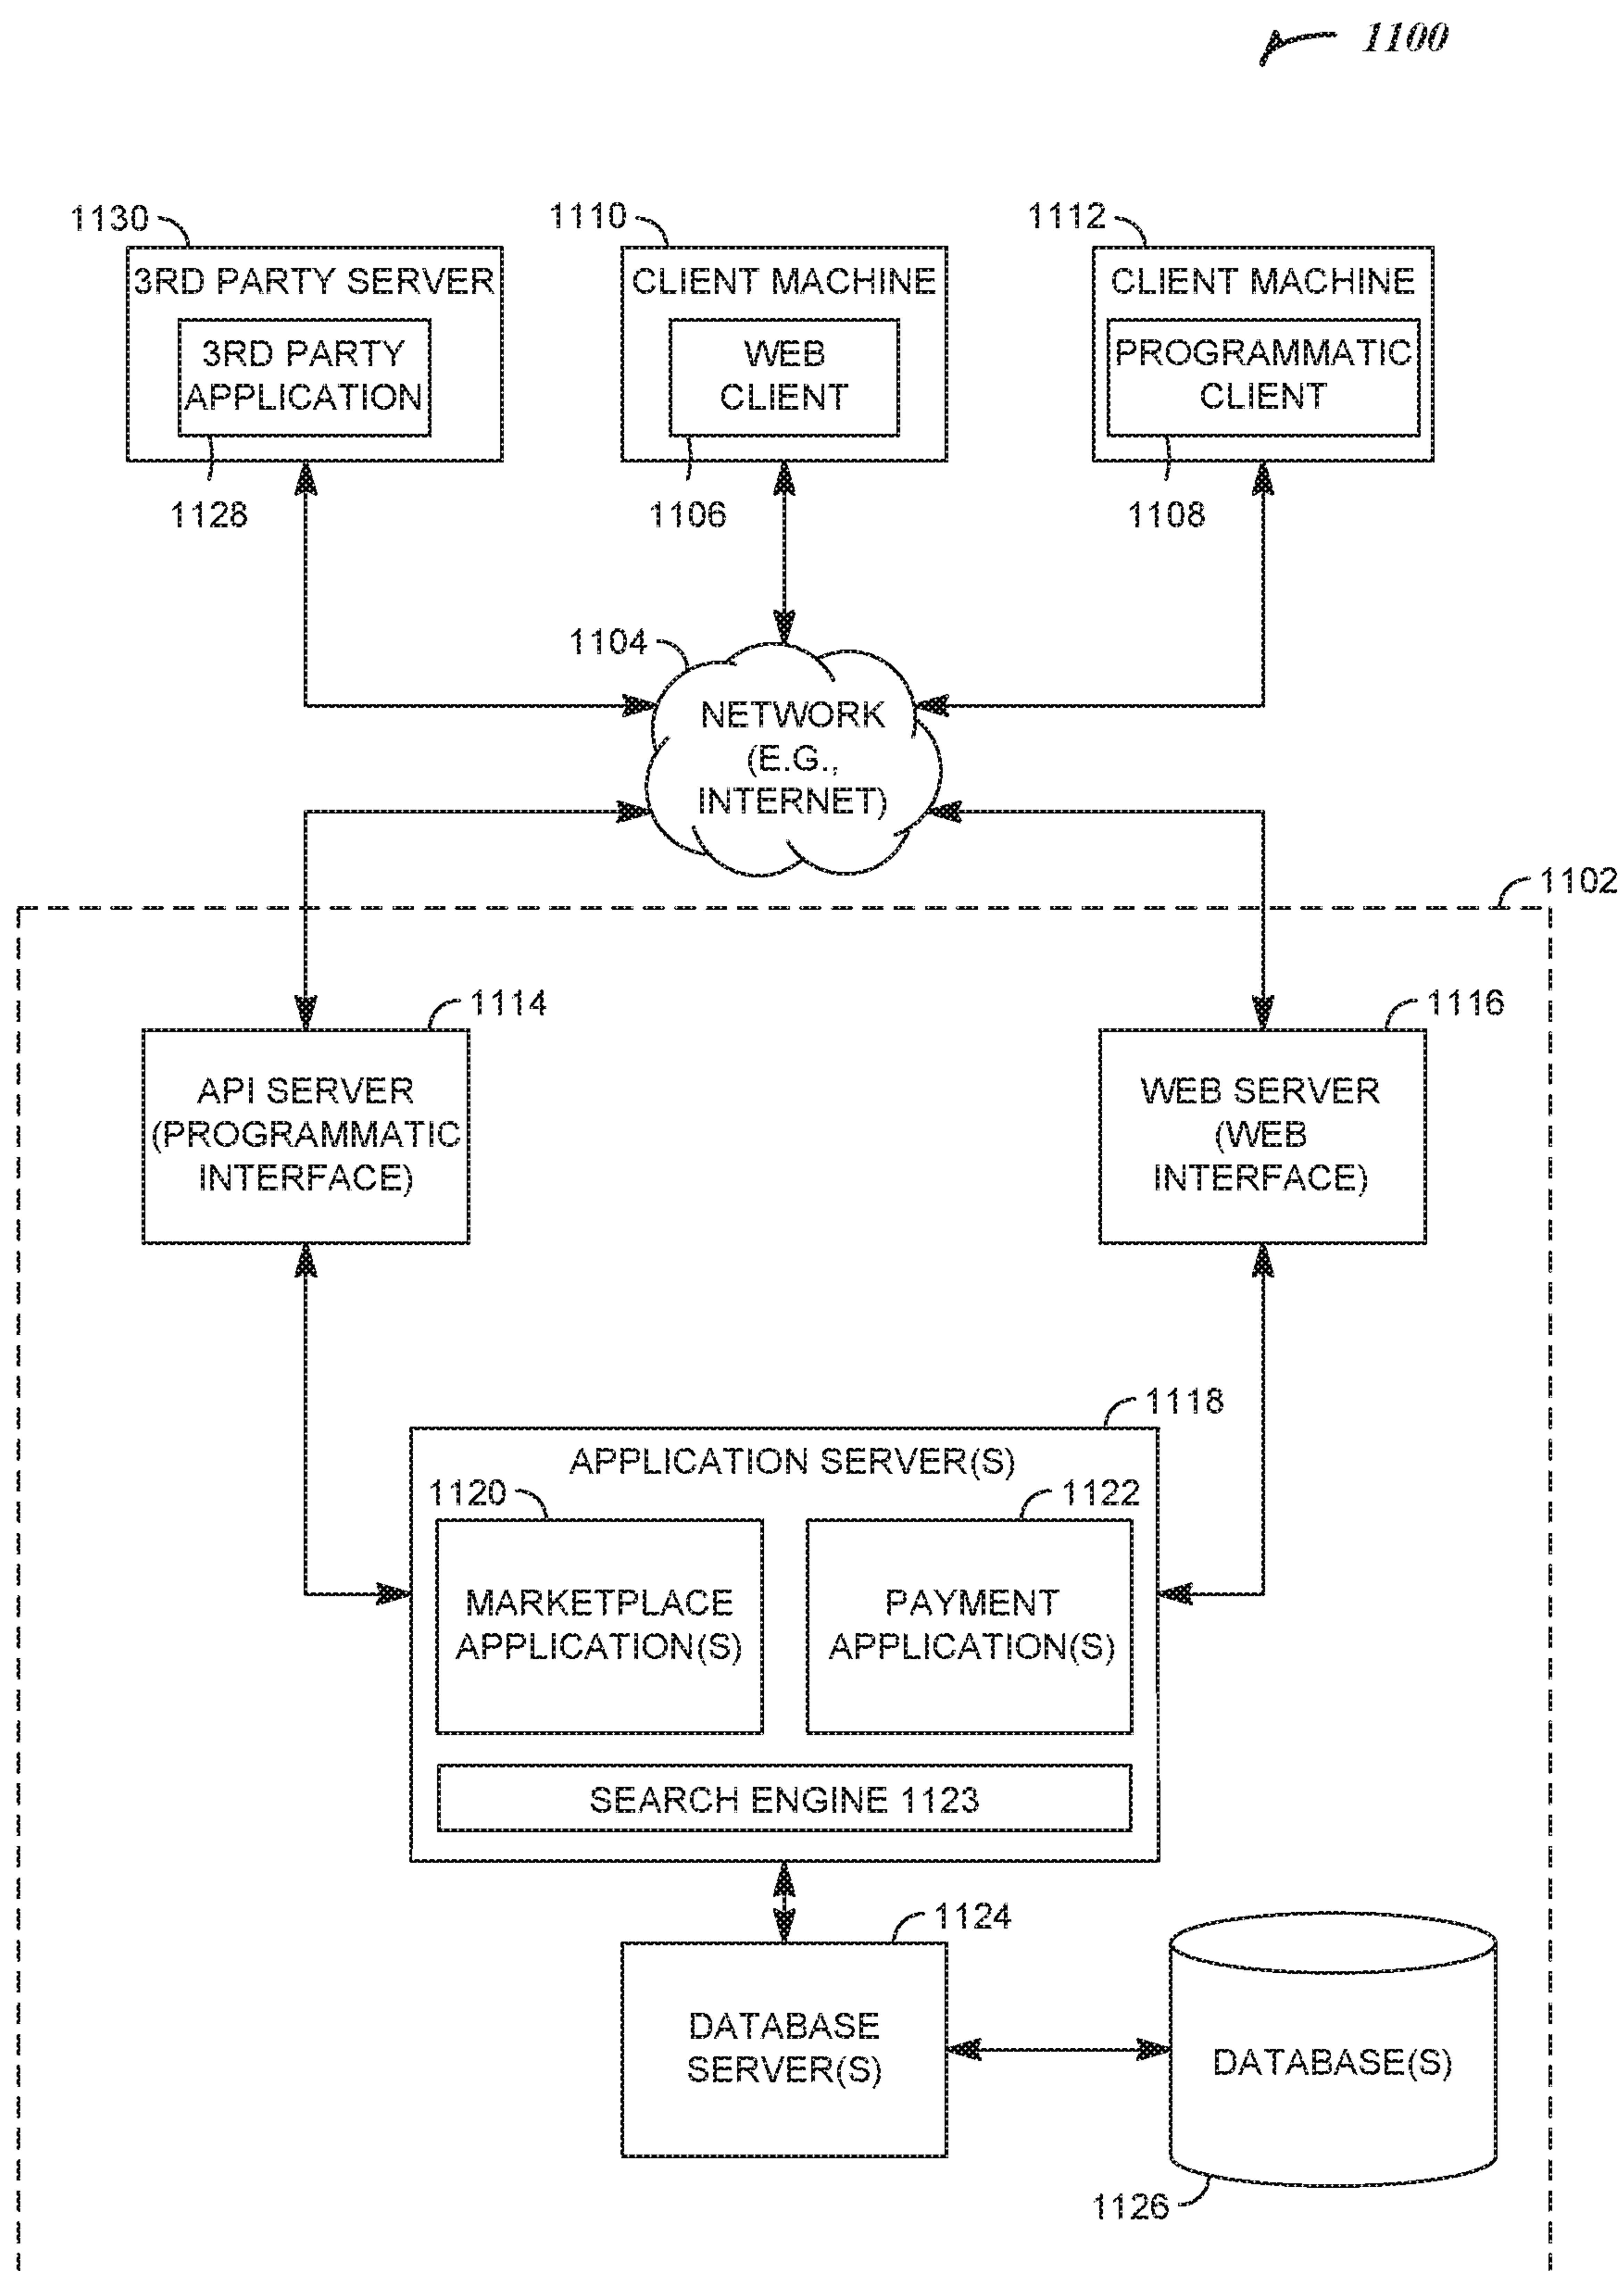 1100
1130
1110
1112
3RD PARTY SERVER
3RD PARTY
APPLICATION
1128
CLIENT MACHINE
WEB
CLIENT
1106
CLIENT MACHINE
PROGRAMMATIC
CLIENT
1108
1104
NETWORK
(E.G.,
INTERNET)
1102
1114
API SERVER
(PROGRAMMATIC
INTERFACE)
1116
WEB SERVER
(WEB
INTERFACE)
1118
APPLICATION SERVER(S)
1120
MARKETPLACE
APPLICATION(S)
1122
PAYMENT
APPLICATION(S)
SEARCH ENGINE 1123
1124
DATABASE
SERVER(S)
DATABASE(S)
1126